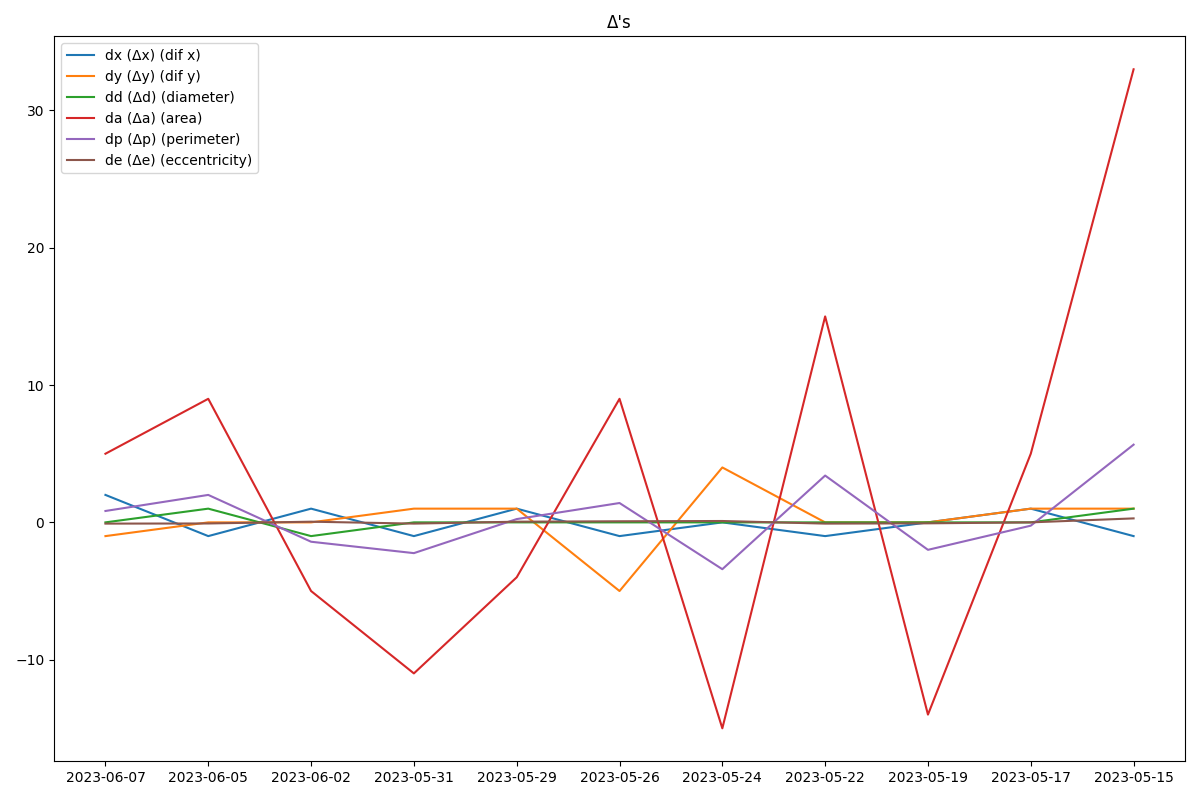 Δ's
dx (Δx) (dif x)
dy (Δy) (dif y)
dd (Δd) (diameter)
da (Δa) (area)
dp (Δp) (perimeter)
de (Δe) (eccentricity)
30
20
10
0
−10
2023-06-07 2023-06-05 2023-06-02 2023-05-31 2023-05-29 2023-05-26 2023-05-24 2023-05-22 2023-05-19 2023-05-17 2023-05-15